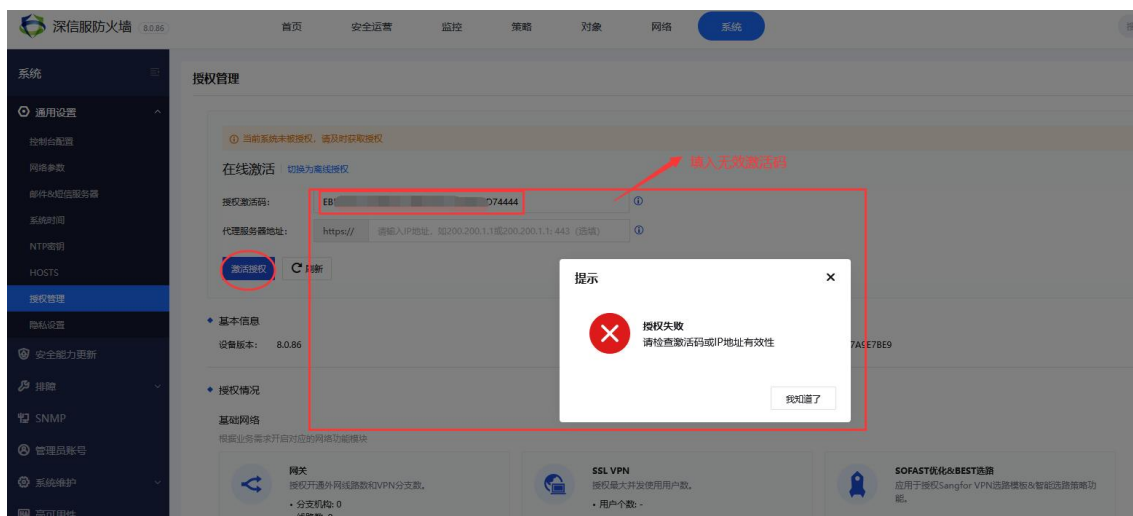 深信服防火墙 8.0.86 首页 安全运营 监控 策略 对象 网络 系统
系统
授权管理
通用设置
控制台配置
网络参数
邮件&短信服务器
系统时间
NTP密钥
HOSTS
授权管理
隐私设置
安全能力更新
排障
SNMP
管理员账号
系统维护
高可用性
当前系统未被授权，请及时获取授权
在线激活 切换为离线授权
输入无效激活码
授权激活码: D74444
代理服务器地址: https:// 请输入IP地址，如200.200.1.1或200.200.1.1:443（选填）
激活授权 刷新
提示
授权失败
请检查激活码或IP地址有效性
我知道了
基本信息
设备版本: 8.0.86 7A9E7BE9
授权情况
基础网络
根据业务需求开启对应的网络功能模块
网关
授权开通外网线路数和VPN分支数。
• 分支机构: 0
SSL VPN
授权最大并发使用用户数。
• 用户个数: -
SOFAST优化&BEST选路
应用于授权Sangfor VPN选路模板&智能选路策略功
能。